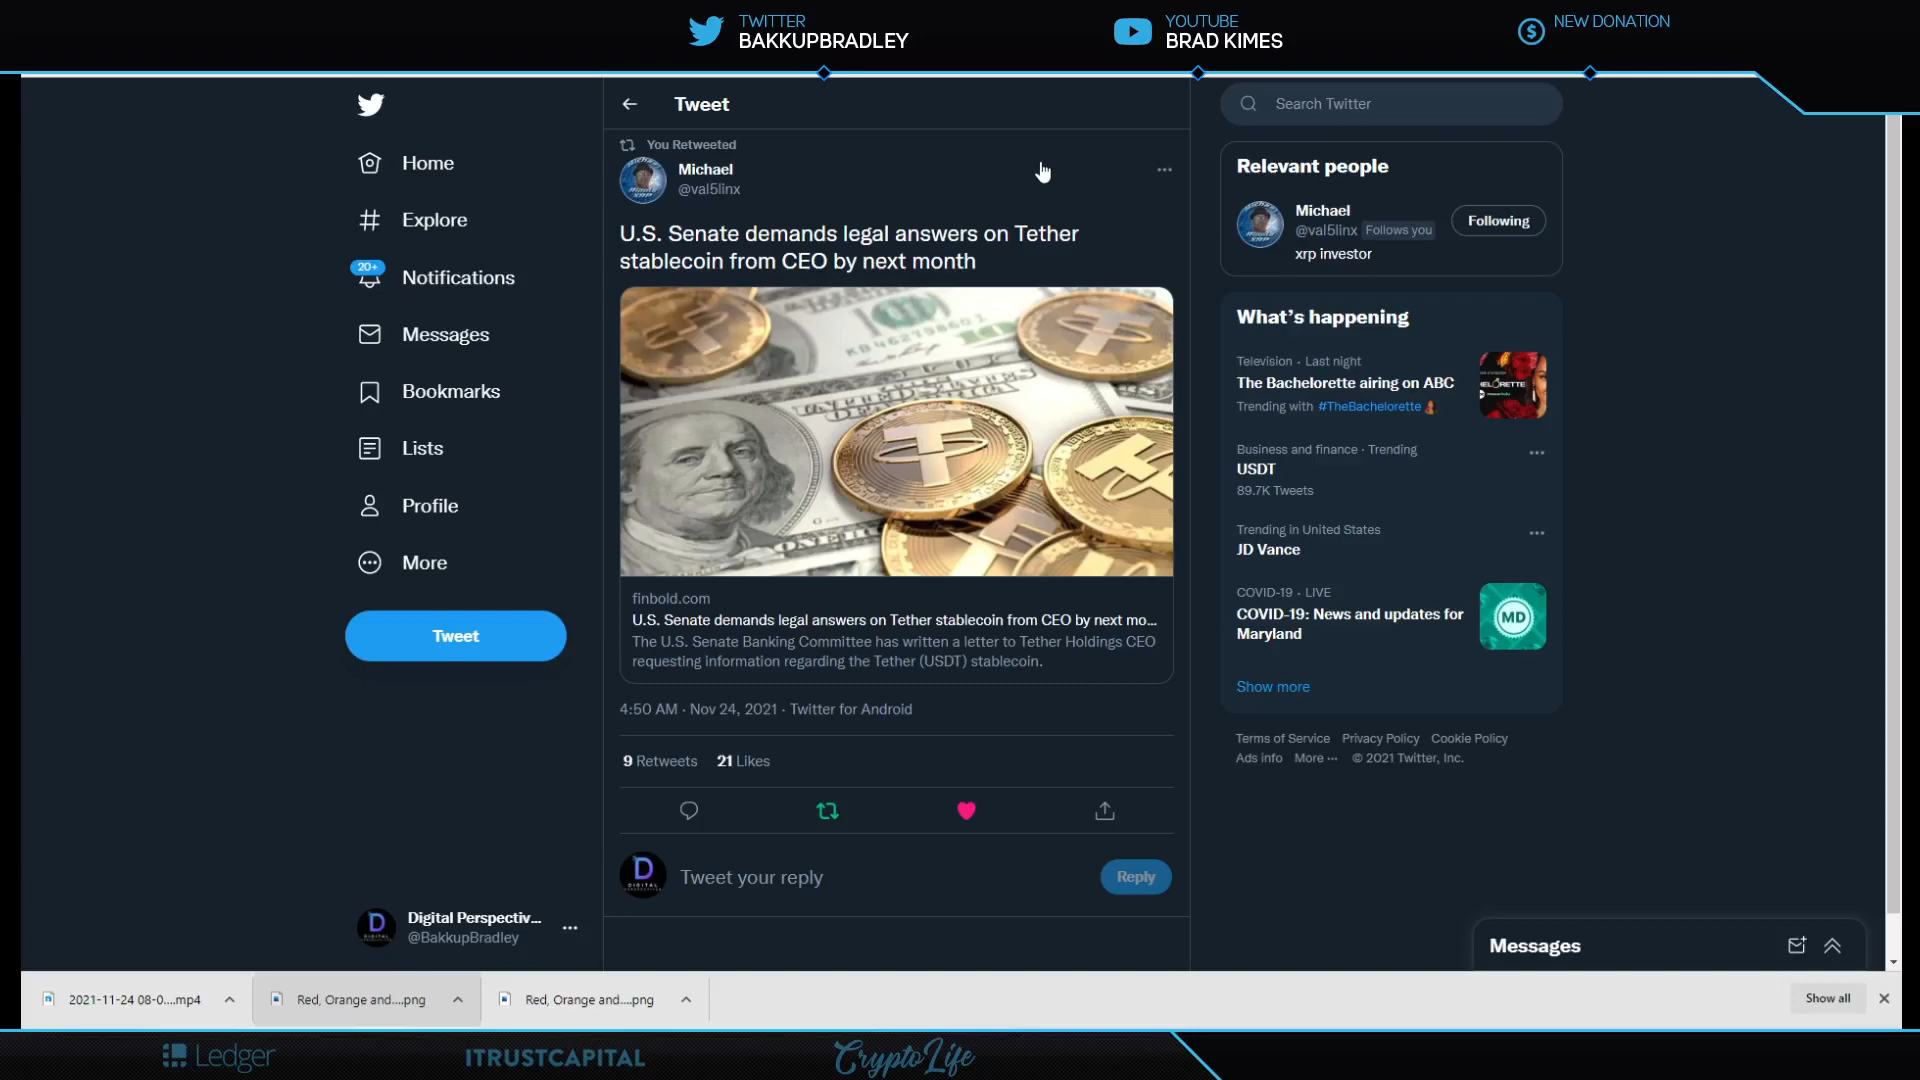 TWITTER
BAKKUPBRADLEY
YOUTUBE
BRAD KIMES
NEW DONATION
Home
Explore
20+
Notifications
Messages
Bookmarks
Lists
Profile
More
Tweet
Digital Perspectiv...
@BakkupBradley
Tweet
You Retweeted
Michael
@val5linx
U.S. Senate demands legal answers on Tether
stablecoin from CEO by next month
finbold.com
U.S. Senate demands legal answers on Tether stablecoin from CEO by next mo...
The U.S. Senate Banking Committee has written a letter to Tether Holdings CEO
requesting information regarding the Tether (USDT) stablecoin.
4:50 AM · Nov 24, 2021 · Twitter for Android
9 Retweets 21 Likes
Tweet your reply
Reply
Search Twitter
Relevant people
Michael
@val5linx Follows you
Following
xrp investor
What's happening
Television · Last night
The Bachelorette airing on ABC
Trending with #TheBachelorette
Business and finance · Trending
USDT
89.7K Tweets
Trending in United States
JD Vance
COVID-19 · LIVE
COVID-19: News and updates for
Maryland
MD
Show more
Terms of Service Privacy Policy Cookie Policy
Ads info More ··· © 2021 Twitter, Inc.
Messages
2021-11-24 08-0....mp4
Red, Orange and....png
Red, Orange and....png
Show all
Ledger
ITRUSTCAPITAL
CryptoLife